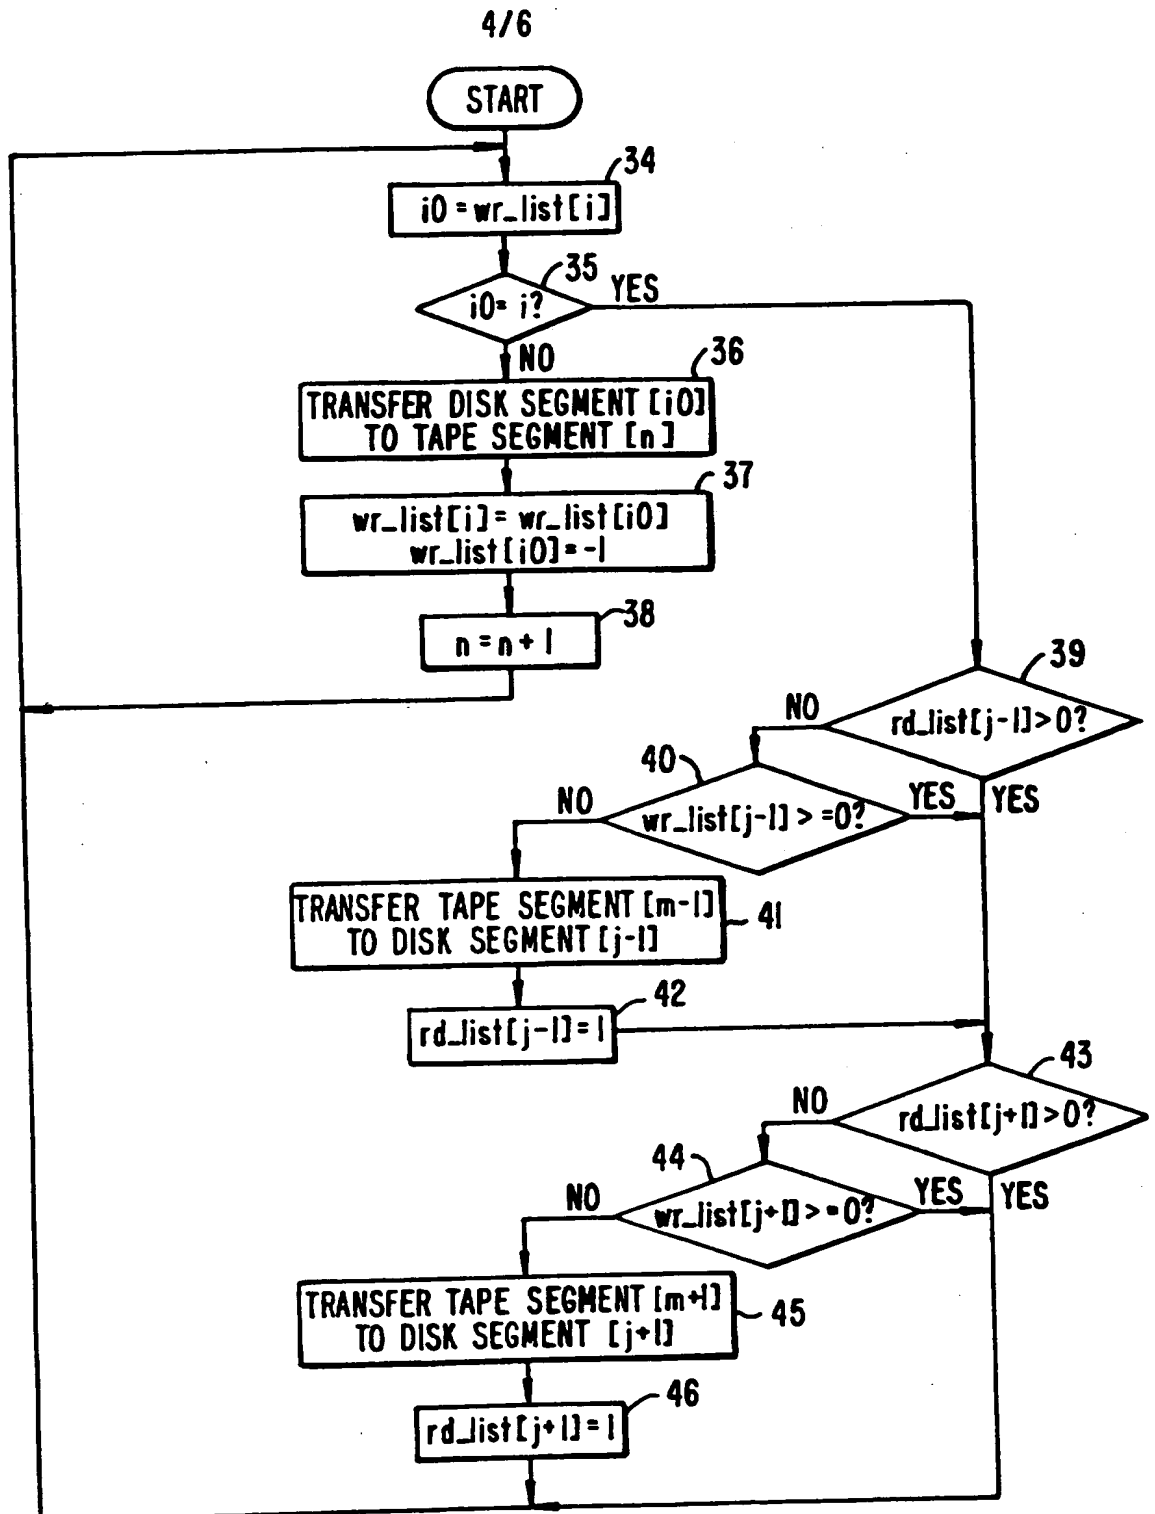 4/6
START
34
i0 = wr_list[i]
35
i0 = i?
YES
NO
36
TRANSFER DISK SEGMENT [i0]
TO TAPE SEGMENT [n]
37
wr_list[i] = wr_list[i0]
wr_list[i0] = -1
38
n = n + 1
39
rd_list[j-1] > 0?
NO
YES
40
wr_list[j-1] > = 0?
NO
YES
TRANSFER TAPE SEGMENT [m-1]
TO DISK SEGMENT [j-1]
41
42
rd_list[j-1] = 1
43
rd_list[j+1] > 0?
NO
YES
44
wr_list[j+1] > = 0?
NO
YES
TRANSFER TAPE SEGMENT [m+1]
TO DISK SEGMENT [j+1]
45
46
rd_list[j+1] = 1